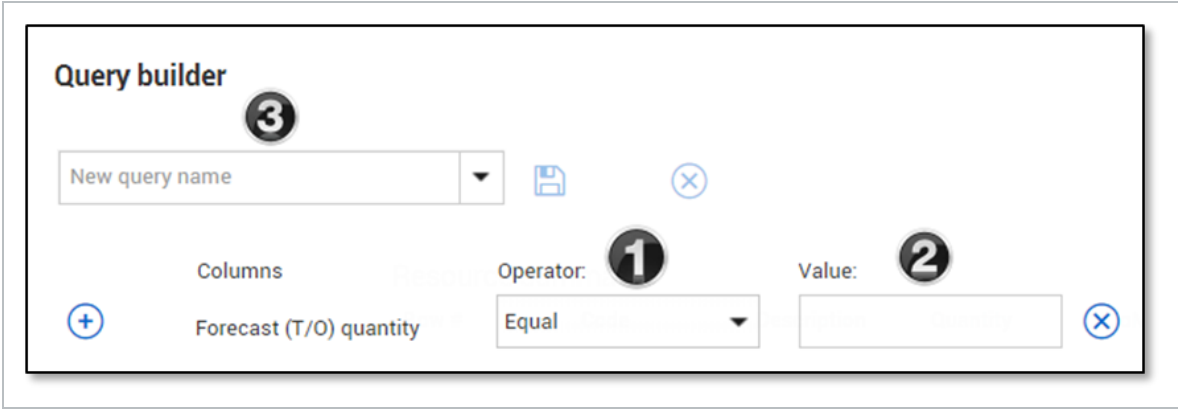 Query builder
3
New query name
1
2
Columns
Operator:
Value:
Forecast (T/O) quantity
Equal